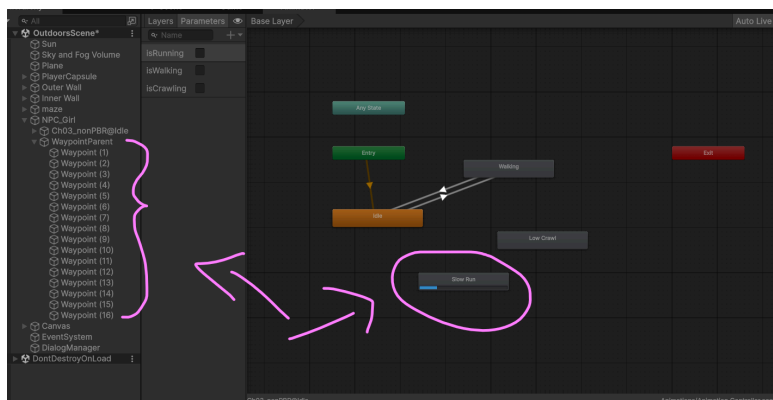 All
Layers Parameters Base Layer Auto Live
OutdoorsScene*
Name
Sun
Sky and Fog Volume
isRunning
Plane
PlayerCapsule
isWalking
Outer Wall
Inner Wall
isCrawling
maze
NPC_Girl
Ch03_nonPBR@Idle
WaypointParent
Waypoint (1)
Waypoint (2)
Waypoint (3)
Waypoint (4)
Waypoint (5)
Waypoint (6)
Waypoint (7)
Waypoint (8)
Waypoint (9)
Waypoint (10)
Waypoint (11)
Waypoint (12)
Waypoint (13)
Waypoint (14)
Waypoint (15)
Waypoint (16)
Canvas
EventSystem
DialogManager
DontDestroyOnLoad
Any State
Entry
Exit
Walking
Idle
Low Crawl
Slow Run